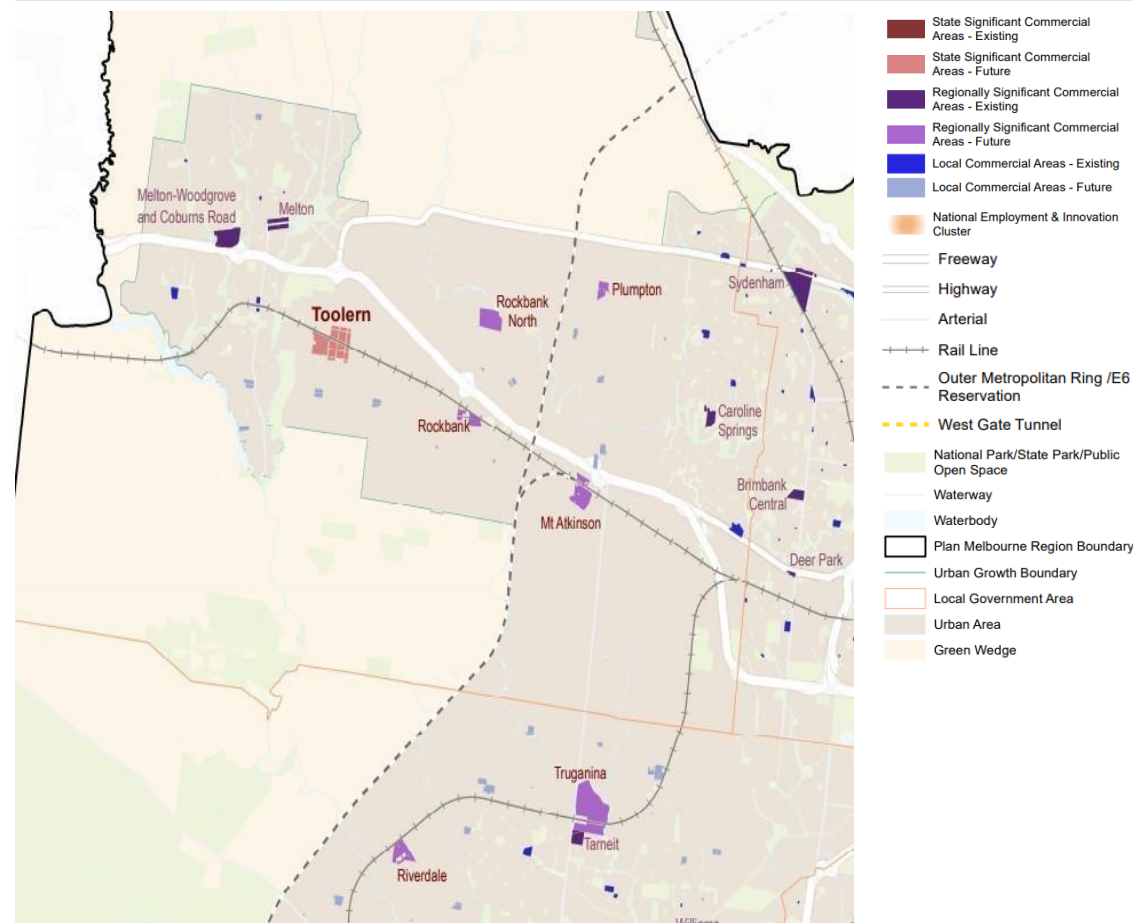 State Significant Commercial
Areas - Existing
State Significant Commercial
Areas - Future
Regionally Significant Commercial
Areas - Existing
Regionally Significant Commercial
Areas - Future
Local Commercial Areas - Existing
Local Commercial Areas - Future
National Employment & Innovation
Cluster
Freeway
Highway
Arterial
Rail Line
Outer Metropolitan Ring /E6
Reservation
West Gate Tunnel
National Park/State Park/Public
Open Space
Waterway
Waterbody
Plan Melbourne Region Boundary
Urban Growth Boundary
Local Government Area
Urban Area
Green Wedge
Melton-Woodgrove
and Coburns Road
Melton
Toolern
Rockbank
North
Plumpton
Sydenham
Rockbank
Caroline
Springs
Brimbank
Central
Mt Atkinson
Deer Park
Truganina
Tarneit
Riverdale